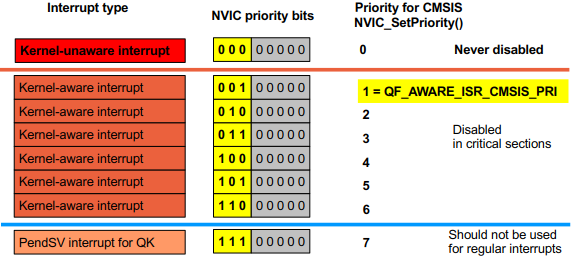 Interrupt type NVIC priority bits Priority for CMSIS
NVIC_SetPriority()
Kernel-unaware interrupt 0 0 0 0 0 0 0 0 0 Never disabled
Kernel-aware interrupt 0 0 1 0 0 0 0 0 1 = QF_AWARE_ISR_CMSIS_PRI
Kernel-aware interrupt 0 1 0 0 0 0 0 0 2
Kernel-aware interrupt 0 1 1 0 0 0 0 0 3 Disabled
in critical sections
Kernel-aware interrupt 1 0 0 0 0 0 0 0 4
Kernel-aware interrupt 1 0 1 0 0 0 0 0 5
Kernel-aware interrupt 1 1 0 0 0 0 0 0 6
PendSV interrupt for QK 1 1 1 0 0 0 0 0 7 Should not be used
for regular interrupts